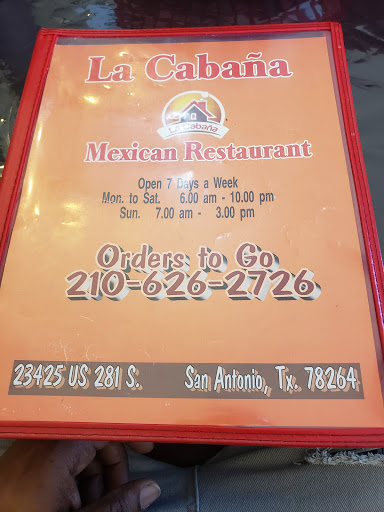 La Cabaña
La Cabaña
Mexican Restaurant
Open 7 Days a Week
Mon. to Sat. 6.00 am - 10.00 pm
Sun. 7.00 am - 3.00 pm
Orders to Go
210-626-2726
23425 US 281 S. San Antonio, Tx. 78264